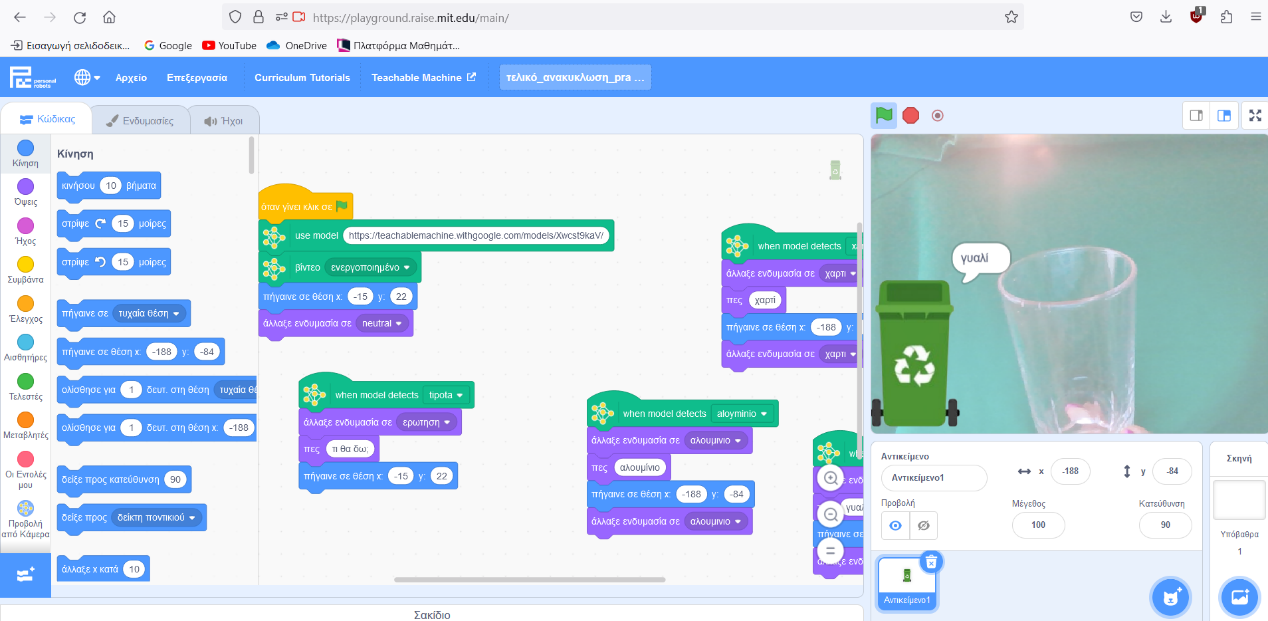 https://playground.raise.mit.edu/main/
1
Εισαγωγή σελιδοδεικ...
Google
YouTube
OneDrive
Πλατφόρμα Μαθημάτ...
personal robots
Αρχείο
Επεξεργασία
Curriculum Tutorials
Teachable Machine
τελικό_ανακυκλωση_pra ...
Κώδικας
Ενδυμασίες
Ήχοι
Κίνηση
Όψεις
Ήχος
Συμβάντα
Έλεγχος
Αισθητήρες
Τελεστές
Μεταβλητές
Οι Εντολές μου
Προβολή από Κάμερα
Κίνηση
κινήσου 10 βήματα
στρίψε 15 μοίρες
στρίψε 15 μοίρες
πήγαινε σε τυχαία θέση
πήγαινε σε θέση x: -188 y: -84
ολίσθησε για 1 δευτ. στη θέση τυχαία θέ
ολίσθησε για 1 δευτ. στη θέση x: -188
δείξε προς κατεύθυνση 90
δείξε προς δείκτη ποντικιού
άλλαξε x κατά 10
όταν γίνει κλικ σε
use model https://teachablemachine.withgoogle.com/models/Xwcst9kaV/
βίντεο ενεργοποιημένο
πήγαινε σε θέση x: -15 y: 22
άλλαξε ενδυμασία σε neutral
when model detects tipota
άλλαξε ενδυμασία σε ερωτηση
πες τι θα δω;
πήγαινε σε θέση x: -15 y: 22
when model detects aloyminio
άλλαξε ενδυμασία σε αλουμινιο
πες αλουμίνιο
πήγαινε σε θέση x: -188 y: -84
άλλαξε ενδυμασία σε αλουμινιο
when model detects
άλλαξε ενδυμασία σε χαρτι
πες χαρτί
πήγαινε σε θέση x: -188 y:
άλλαξε ενδυμασία σε χαρτι
γυαλί
Αντικείμενο
Αντικείμενο1
x -188
y -84
Προβολή
Μέγεθος
100
Κατεύθυνση
90
Αντικείμενο1
Σκηνή
Υπόβαθρα
1
Σακίδιο